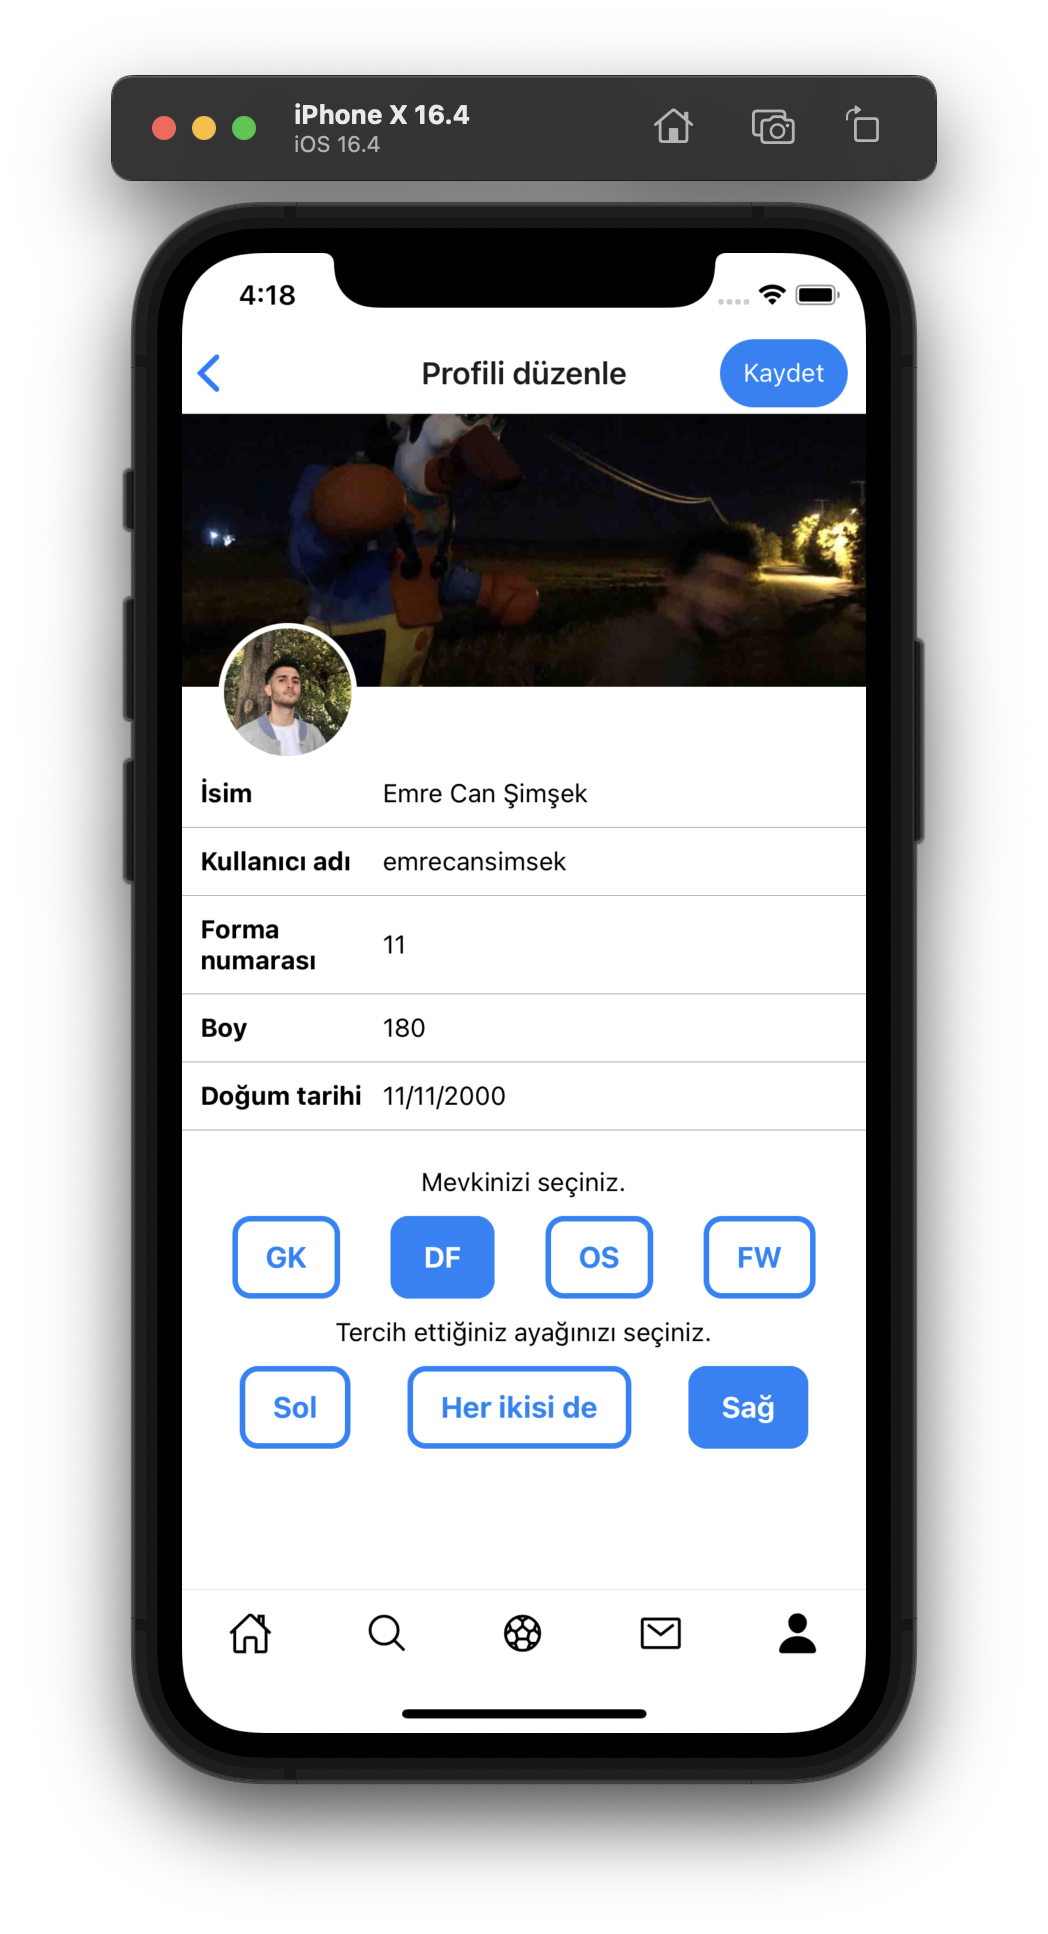 iPhone X 16.4
iOS 16.4
4:18
Profili düzenle
Kaydet
İsim
Emre Can Şimşek
Kullanıcı adı
emrecansimsek
Forma
numarası
11
Boy
180
Doğum tarihi
11/11/2000
Mevkinizi seçiniz.
GK
DF
OS
FW
Tercih ettiğiniz ayağınızı seçiniz.
Sol
Her ikisi de
Sağ